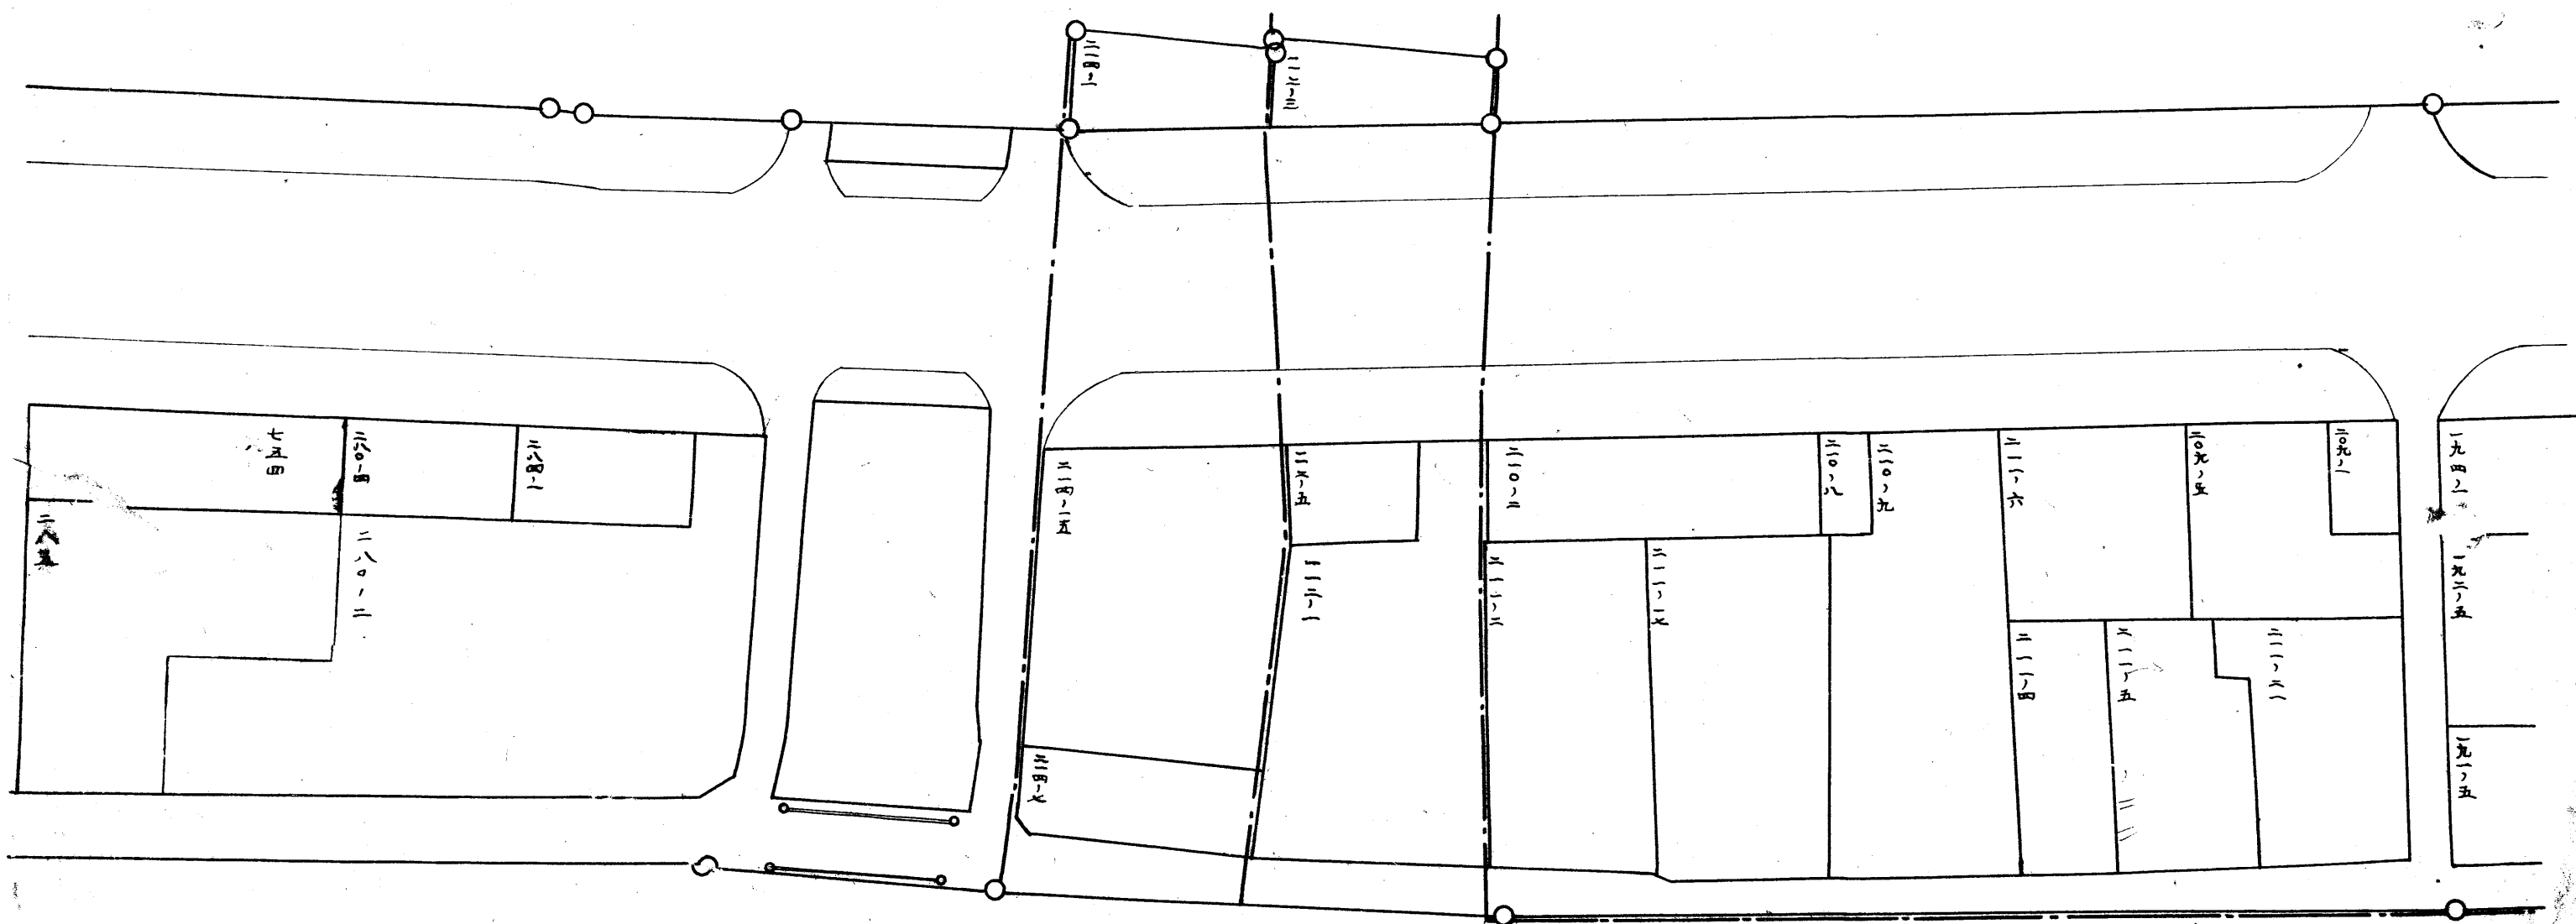 二一四ノ一
一一二ノ三
七五四
二八〇ノ四
二八四ノ一
二八五
二八〇ノ二
二一四ノ一五
二一四ノ七
一一二ノ五
一一二ノ一
二一〇ノ二
二一〇ノ八
二一〇ノ九
二一一ノ六
二〇九ノ五
二〇九ノ一
二一一ノ二
二一一ノ七
二一一ノ四
二一一ノ五
二一一ノ二一
一九四ノ一
一九二ノ五
一九一ノ五